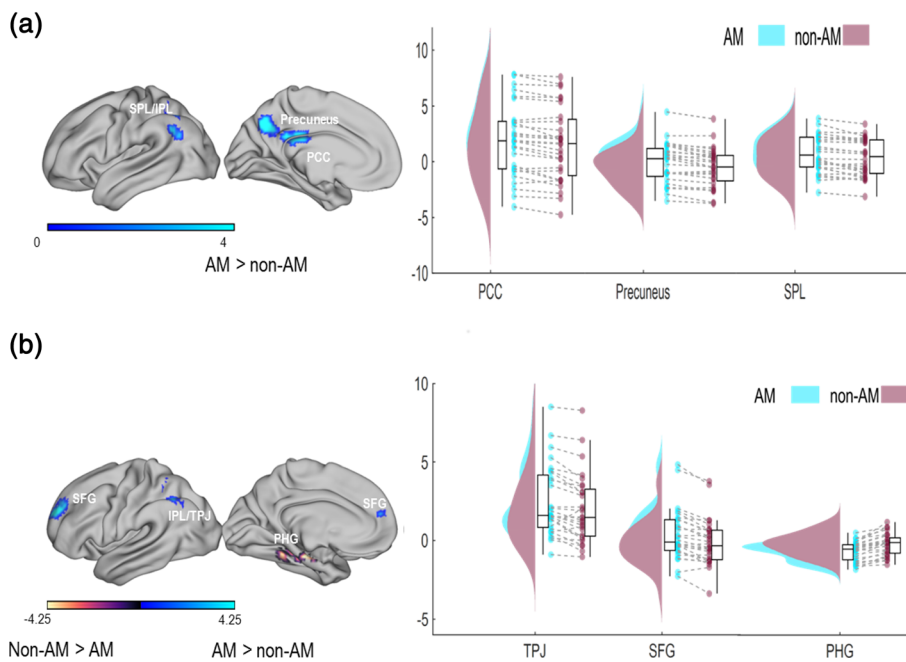 (a)
SPL/IPL
Precuneus
PCC
0 4
AM > non-AM
AM non-AM
10
5
0
-5
-10
PCC Precuneus SPL
(b)
SFG
IPL/TPJ
PHG
SFG
-4.25 4.25
Non-AM > AM AM > non-AM
AM non-AM
10
5
0
-5
TPJ SFG PHG